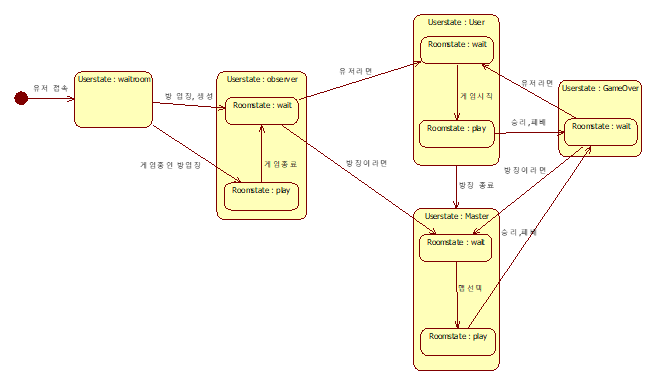 Userstate : User
Roomstate : wait
유저라면
유저라면
Userstate : waitroom
Userstate : observer
Userstate : GameOver
유저 접속
방 입장, 생성
게임시작
Roomstate : wait
승리,패배
Roomstate : wait
Roomstate : play
게임중인 방입장
게임종료
방장이라면
방장이라면
Roomstate : play
방장 종료
Userstate : Master
승리,패배
Roomstate : wait
맵선택
Roomstate : play